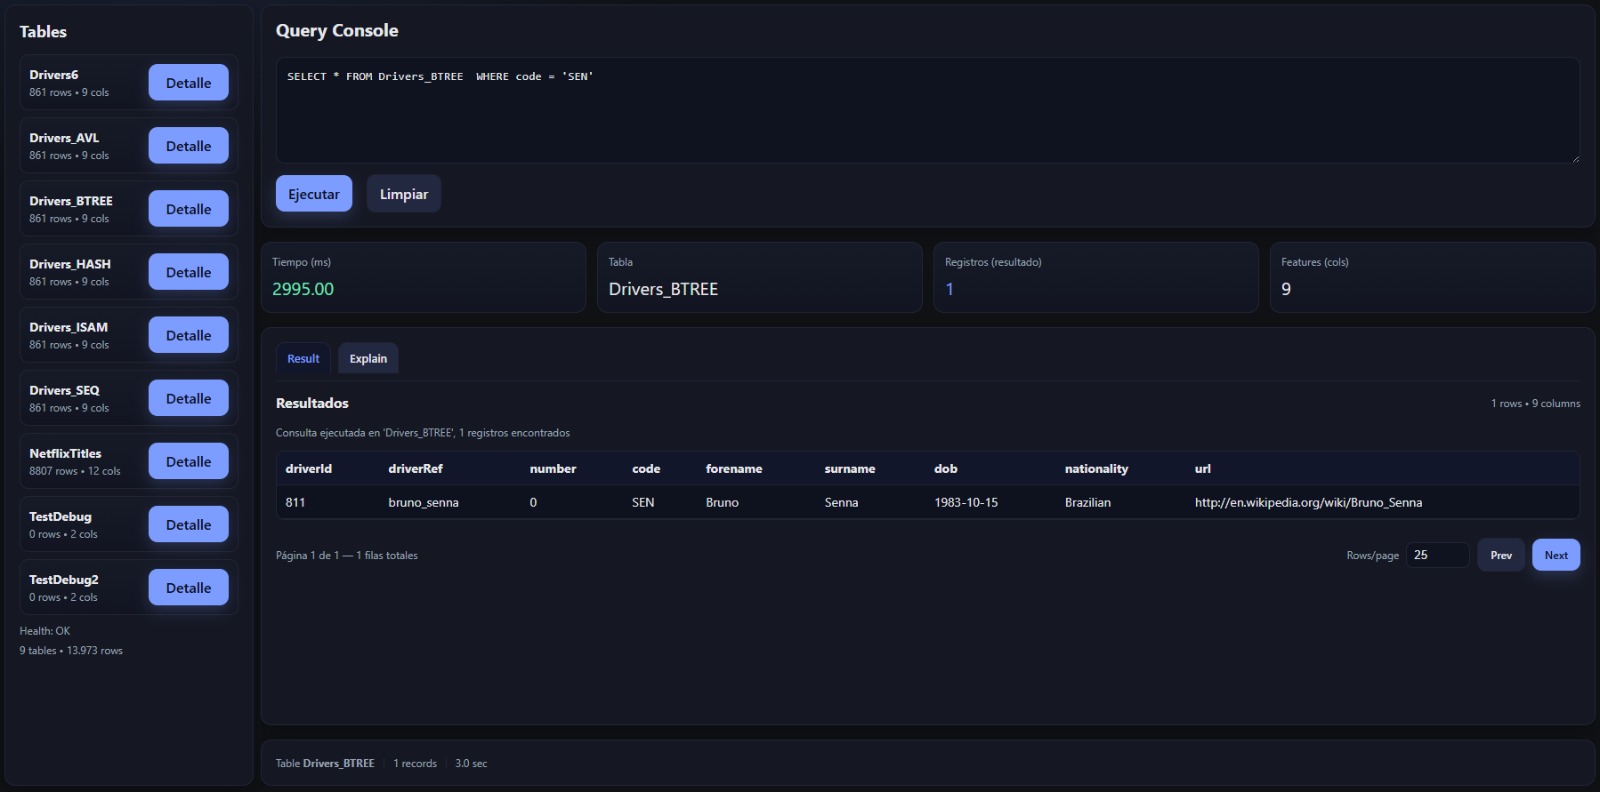 Tables
Drivers6
861 rows • 9 cols
Detalle
Drivers_AVL
861 rows • 9 cols
Detalle
Drivers_BTREE
861 rows • 9 cols
Detalle
Drivers_HASH
861 rows • 9 cols
Detalle
Drivers_ISAM
861 rows • 9 cols
Detalle
Drivers_SEQ
861 rows • 9 cols
Detalle
NetflixTitles
8807 rows • 12 cols
Detalle
TestDebug
0 rows • 2 cols
Detalle
TestDebug2
0 rows • 2 cols
Detalle
Health: OK
9 tables • 13.973 rows
Query Console
SELECT * FROM Drivers_BTREE  WHERE code = 'SEN'
Ejecutar Limpiar
Tiempo (ms)
2995.00
Tabla
Drivers_BTREE
Registros (resultado)
1
Features (cols)
9
Result Explain
Resultados 1 rows • 9 columns
Consulta ejecutada en 'Drivers_BTREE', 1 registros encontrados
driverId driverRef number code forename surname dob nationality url
811 bruno_senna 0 SEN Bruno Senna 1983-10-15 Brazilian http://en.wikipedia.org/wiki/Bruno_Senna
Página 1 de 1 — 1 filas totales Rows/page 25 Prev Next
Table Drivers_BTREE 1 records 3.0 sec